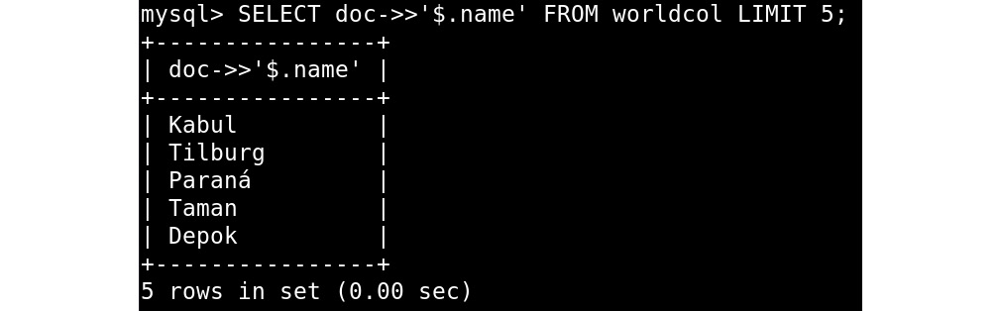 mysql> SELECT doc->>'$.name' FROM worldcol LIMIT 5;
+----------------+
| doc->>'$.name' |
+----------------+
| Kabul          |
| Tilburg        |
| Paraná         |
| Taman          |
| Depok          |
+----------------+
5 rows in set (0.00 sec)